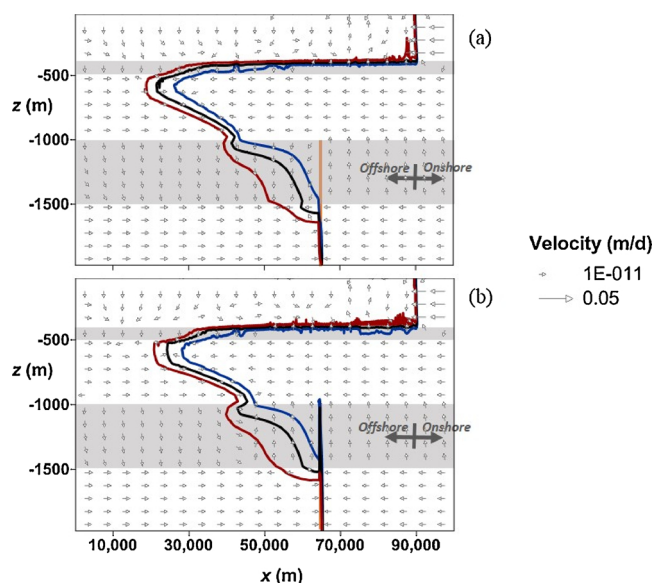 (a)
-500
z (m)
-1000
Offshore Onshore
-1500
Velocity (m/d)
1E-011
0.05
(b)
-500
z (m)
-1000
Offshore Onshore
-1500
10,000 30,000 50,000 70,000 90,000
x (m)